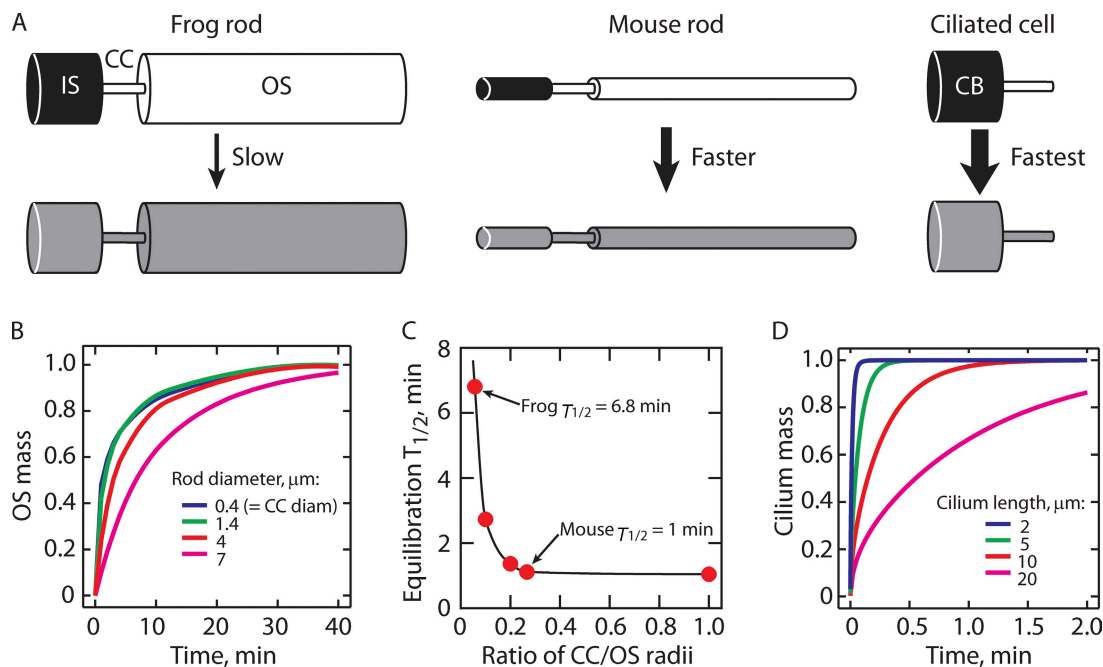 A
Frog rod
Mouse rod
Ciliated cell
IS
CC
OS
CB
Slow
Faster
Fastest
B
OS mass
1.0
0.8
0.6
0.4
0.2
0
Rod diameter, μm:
0.4 (= CC diam)
1.4
4
7
0 10 20 30 40
Time, min
C
Equilibration T1/2, min
8
6
4
2
0
Frog T1/2 = 6.8 min
Mouse T1/2 = 1 min
0 0.2 0.4 0.6 0.8 1.0
Ratio of CC/OS radii
D
Cilium mass
1.0
0.8
0.6
0.4
0.2
0
Cilium length, μm:
2
5
10
20
0.0 0.5 1.0 1.5 2.0
Time, min